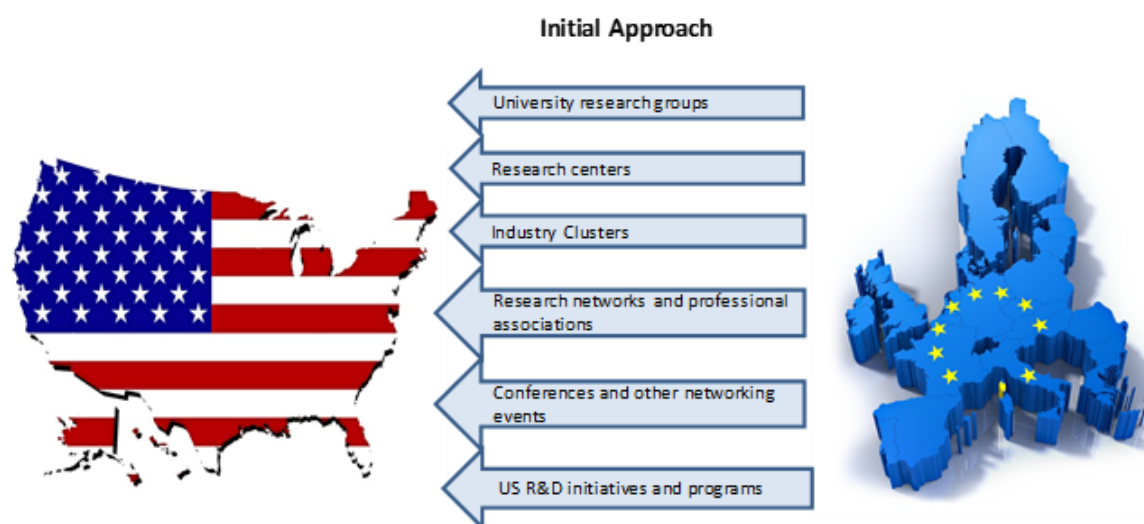 Initial Approach
University research groups
Research centers
Industry Clusters
Research networks and professional
associations
Conferences and other networking
events
US R&D initiatives and programs